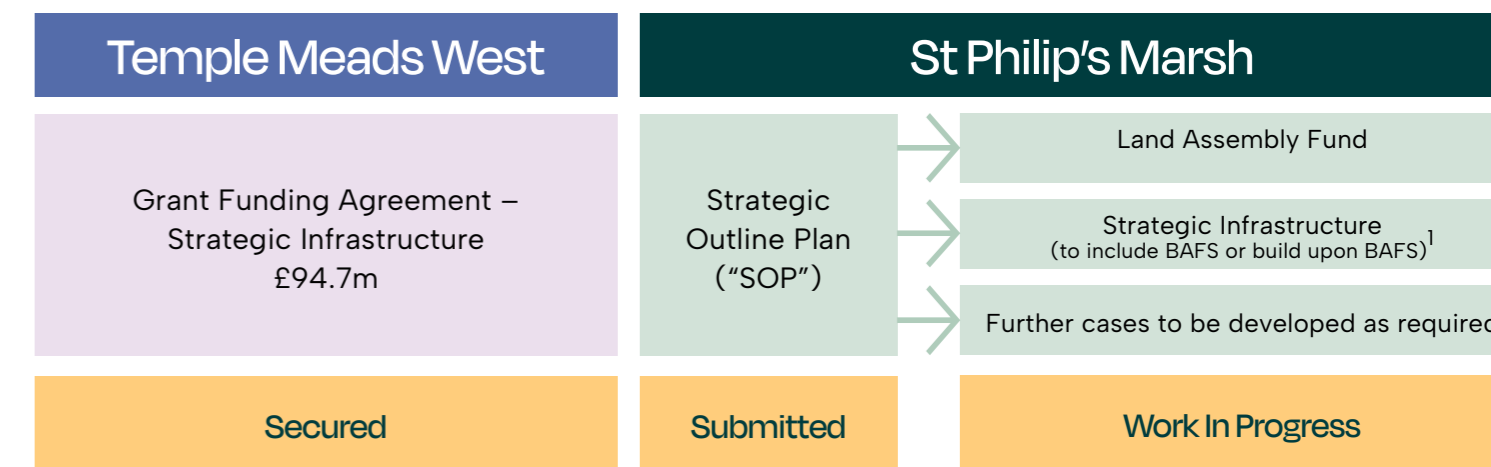 Temple Meads West
St Philip’s Marsh
Grant Funding Agreement –
Strategic Infrastructure
£94.7m
Strategic
Outline Plan
(“SOP”)
Land Assembly Fund
Strategic Infrastructure
(to include BAFS or build upon BAFS)1
Further cases to be developed as required
Secured
Submitted
Work In Progress